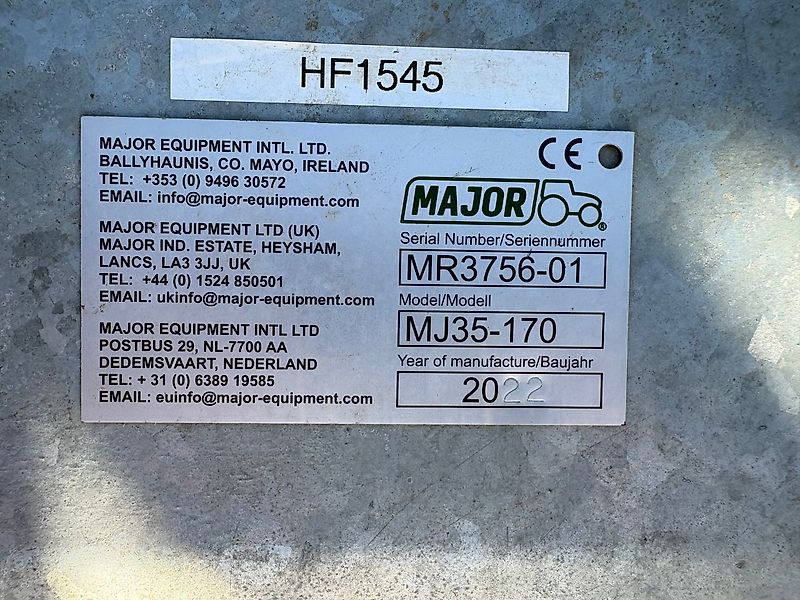 HF1545
MAJOR EQUIPMENT INTL. LTD.
BALLYHAUNIS, CO. MAYO, IRELAND
TEL: +353 (0) 9496 30572
EMAIL: info@major-equipment.com
MAJOR EQUIPMENT LTD (UK)
MAJOR IND. ESTATE, HEYSHAM,
LANCS, LA3 3JJ, UK
TEL: +44 (0) 1524 850501
EMAIL: ukinfo@major-equipment.com
MAJOR EQUIPMENT INTL LTD
POSTBUS 29, NL-7700 AA
DEDEMSVAART, NEDERLAND
TEL: + 31 (0) 6389 19585
EMAIL: euinfo@major-equipment.com
CE
MAJOR ®
Serial Number/Seriennummer
MR3756-01
Model/Modell
MJ35-170
Year of manufacture/Baujahr
2022